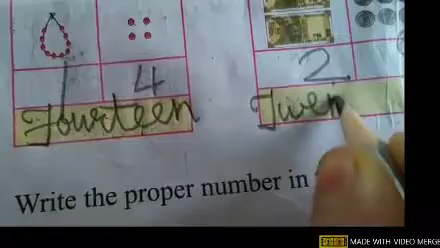 1 4 2
Fourteen Twen
Write the proper number in
MADE WITH VIDEO MERGE